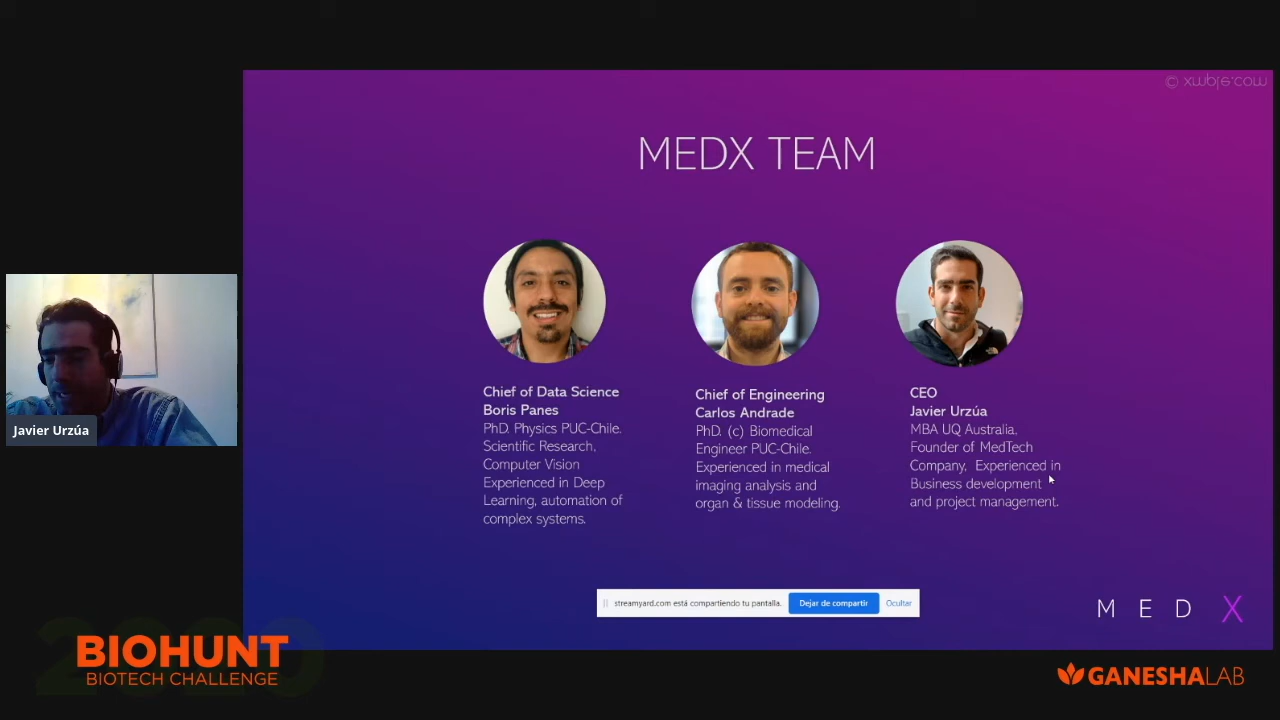 MEDX TEAM
Chief of Data Science
Boris Panes
PhD. Physics PUC-Chile.
Scientific Research,
Computer Vision
Experienced in Deep
Learning, automation of
complex systems.
Chief of Engineering
Carlos Andrade
PhD. (c) Biomedical
Engineer PUC-Chile.
Experienced in medical
imaging analysis and
organ & tissue modeling.
CEO
Javier Urzúa
MBA UQ Australia,
Founder of MedTech
Company, Experienced in
Business development
and project management.
Javier Urzúa
streamyard.com está compartiendo tu pantalla.
Dejar de compartir
Ocultar
M E D X
BIOHUNT
BIOTECH CHALLENGE
GANESHALAB